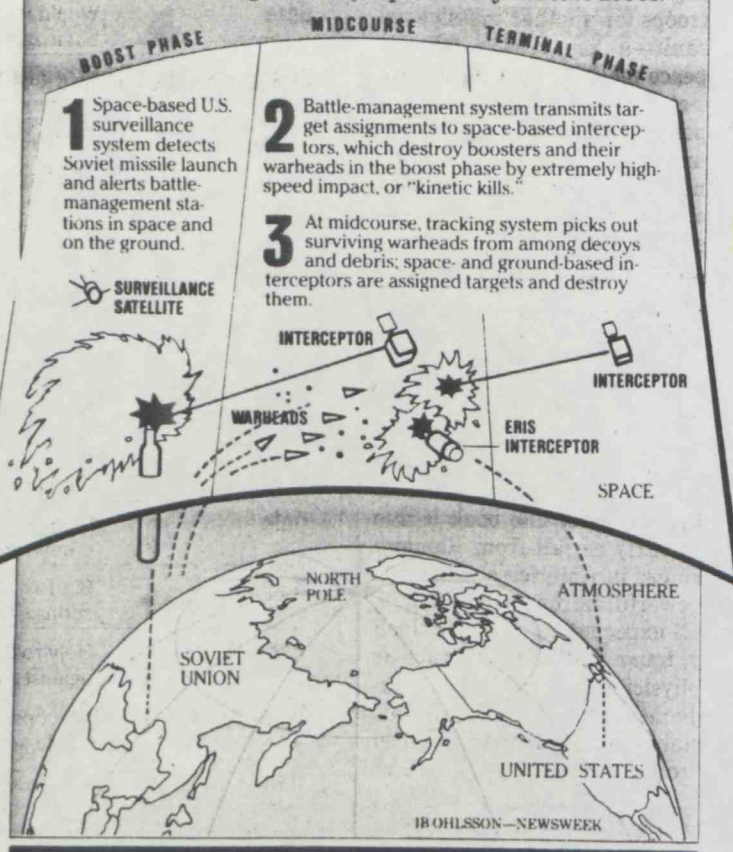 BOOST PHASE
MIDCOURSE
TERMINAL PHASE
1 Space-based U.S.
surveillance
system detects
Soviet missile launch
and alerts battle-
management sta-
tions in space and
on the ground.
2 Battle-management system transmits tar-
get assignments to space-based intercep-
tors, which destroy boosters and their
warheads in the boost phase by extremely high-
speed impact, or "kinetic kills."
3 At midcourse, tracking system picks out
surviving warheads from among decoys
and debris; space- and ground-based in-
terceptors are assigned targets and destroy
them.
SURVEILLANCE
SATELLITE
INTERCEPTOR
INTERCEPTOR
WARHEADS
ERIS
INTERCEPTOR
SPACE
NORTH
POLE
ATMOSPHERE
SOVIET
UNION
UNITED STATES
IB OHLSSON—NEWSWEEK